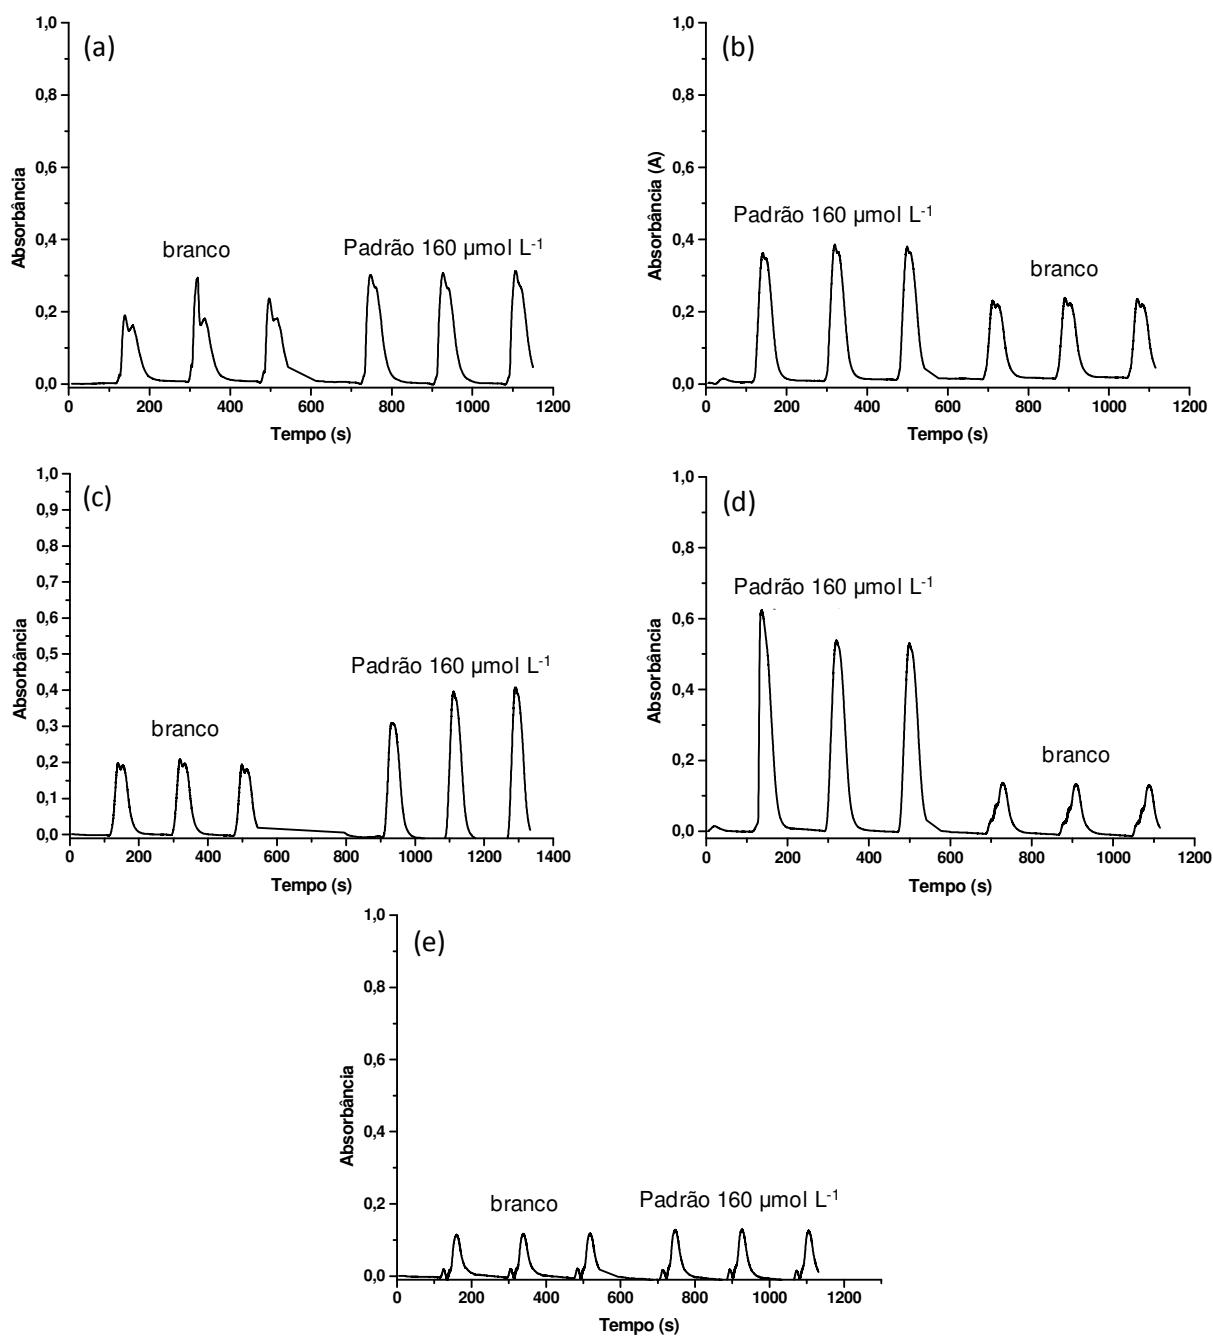 (a)
1,0
0,8
0,6
0,4
0,2
0,0
Absorbância
branco
Padrão 160 µmol L-1
0 200 400 600 800 1000 1200
Tempo (s)
(b)
1,0
0,8
0,6
0,4
0,2
0,0
Absorbância (A)
Padrão 160 µmol L-1
branco
0 200 400 600 800 1000 1200
Tempo (s)
(c)
1,0
0,9
0,8
0,7
0,6
0,5
0,4
0,3
0,2
0,1
0,0
Absorbância
branco
Padrão 160 µmol L-1
0 200 400 600 800 1000 1200 1400
Tempo (s)
(d)
1,0
0,8
0,6
0,4
0,2
0,0
Absorbância
Padrão 160 µmol L-1
branco
0 200 400 600 800 1000 1200
Tempo (s)
(e)
1,0
0,8
0,6
0,4
0,2
0,0
Absorbância
branco
Padrão 160 µmol L-1
0 200 400 600 800 1000 1200
Tempo (s)